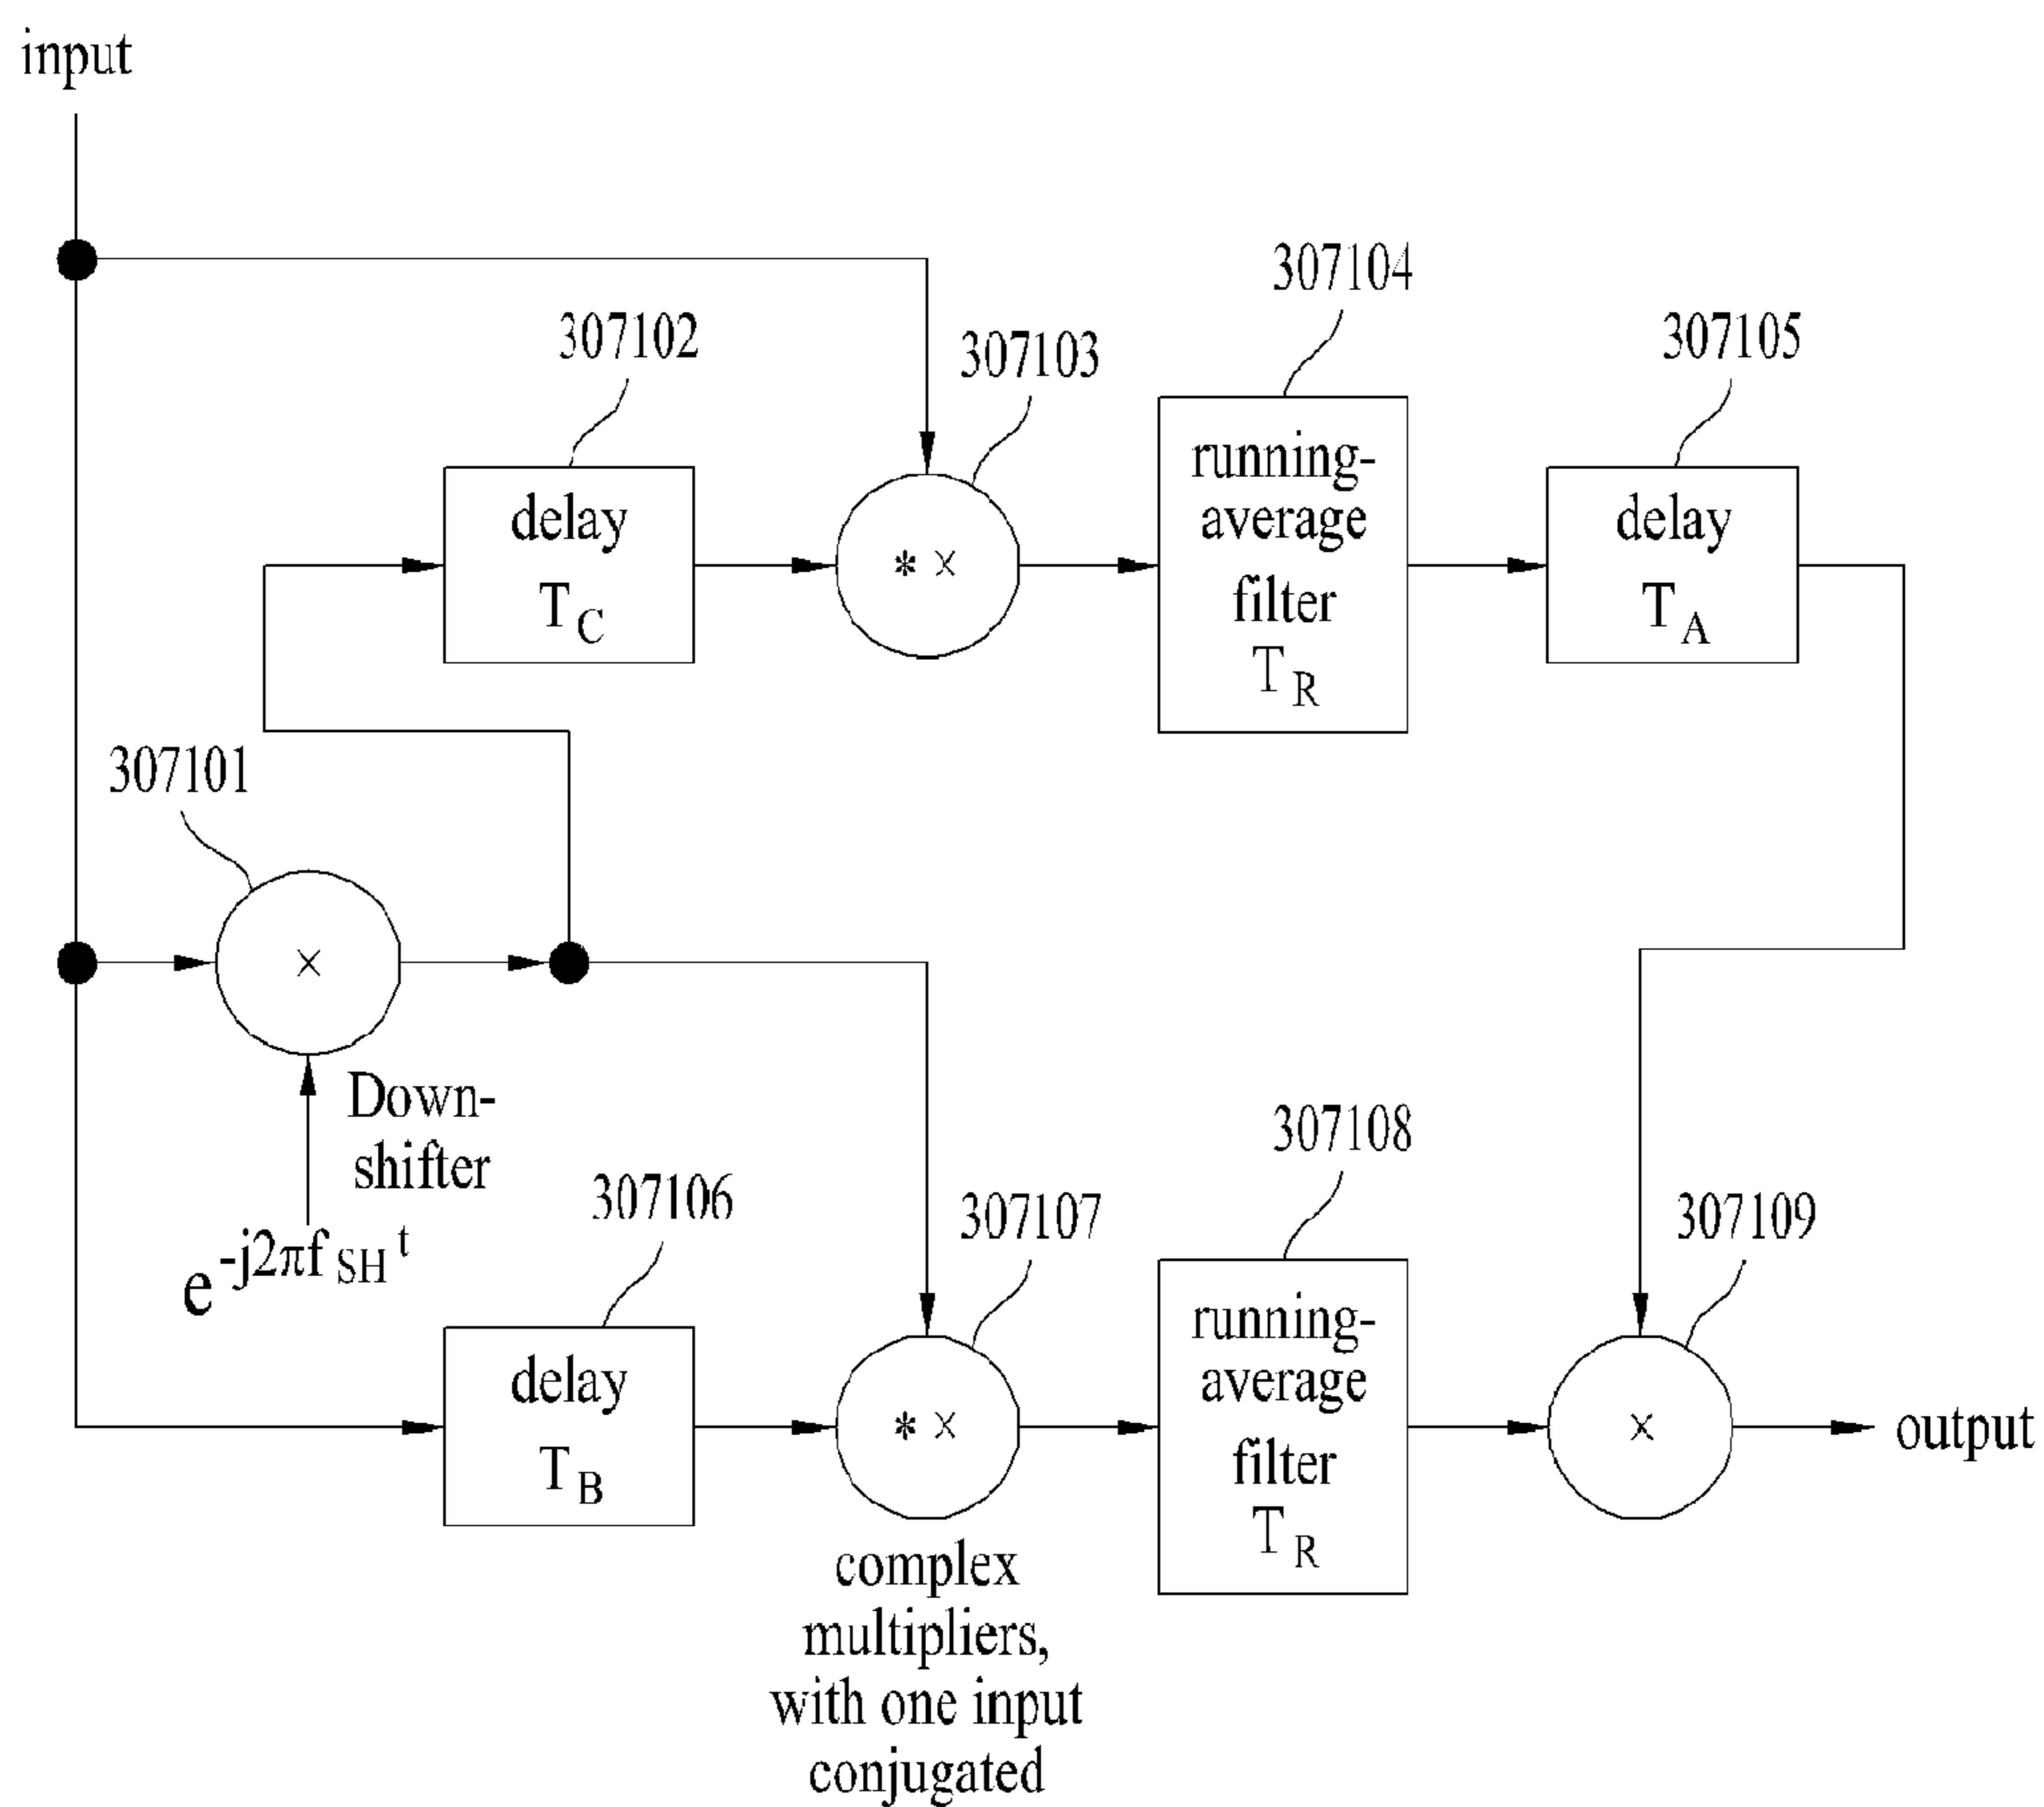 input
307102
307103
307104
307105
delay
T_C
* ×
running-
average
filter
T_R
delay
T_A
307101
×
Down-
shifter
e^-j2πf_SH t
307106
307107
307108
307109
delay
T_B
* ×
running-
average
filter
T_R
×
output
complex
multipliers,
with one input
conjugated